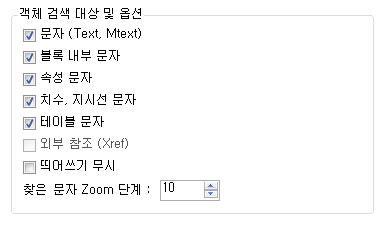 객체 검색 대상 및 옵션
문자 (Text, Mtext)
블록 내부 문자
속성 문자
치수, 지시선 문자
테이블 문자
외부 참조 (Xref)
띄어쓰기 무시
찾은 문자 Zoom 단계 : 10